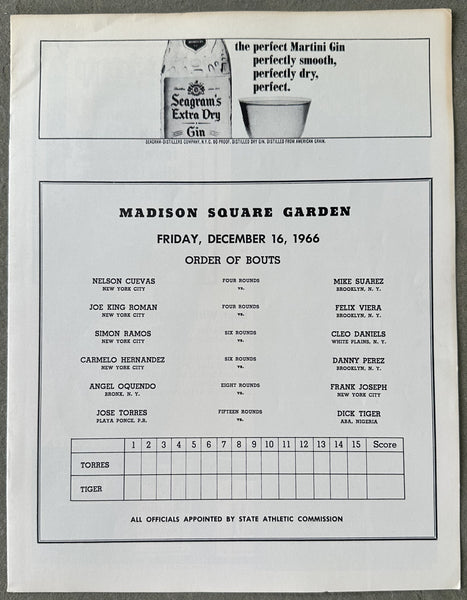 the perfect Martini Gin
perfectly smooth,
perfectly dry,
perfect.
Seagram's
Extra Dry
Gin
SEAGRAM-DISTILLERS COMPANY, N.Y.C. 90 PROOF. DISTILLED DRY GIN. DISTILLED FROM AMERICAN GRAIN.
MADISON SQUARE GARDEN
FRIDAY, DECEMBER 16, 1966
ORDER OF BOUTS
NELSON CUEVAS FOUR ROUNDS MIKE SUAREZ
NEW YORK CITY vs. BROOKLYN, N. Y.
JOE KING ROMAN FOUR ROUNDS FELIX VIERA
NEW YORK CITY vs. BROOKLYN, N. Y.
SIMON RAMOS SIX ROUNDS CLEO DANIELS
NEW YORK CITY vs. WHITE PLAINS, N. Y.
CARMELO HERNANDEZ SIX ROUNDS DANNY PEREZ
NEW YORK CITY vs. BROOKLYN, N. Y.
ANGEL OQUENDO EIGHT ROUNDS FRANK JOSEPH
BRONX, N. Y. vs. NEW YORK CITY
JOSE TORRES FIFTEEN ROUNDS DICK TIGER
PLAYA PONCE, P.R. vs. ABA, NIGERIA
1 2 3 4 5 6 7 8 9 10 11 12 13 14 15 Score
TORRES
TIGER
ALL OFFICIALS APPOINTED BY STATE ATHLETIC COMMISSION